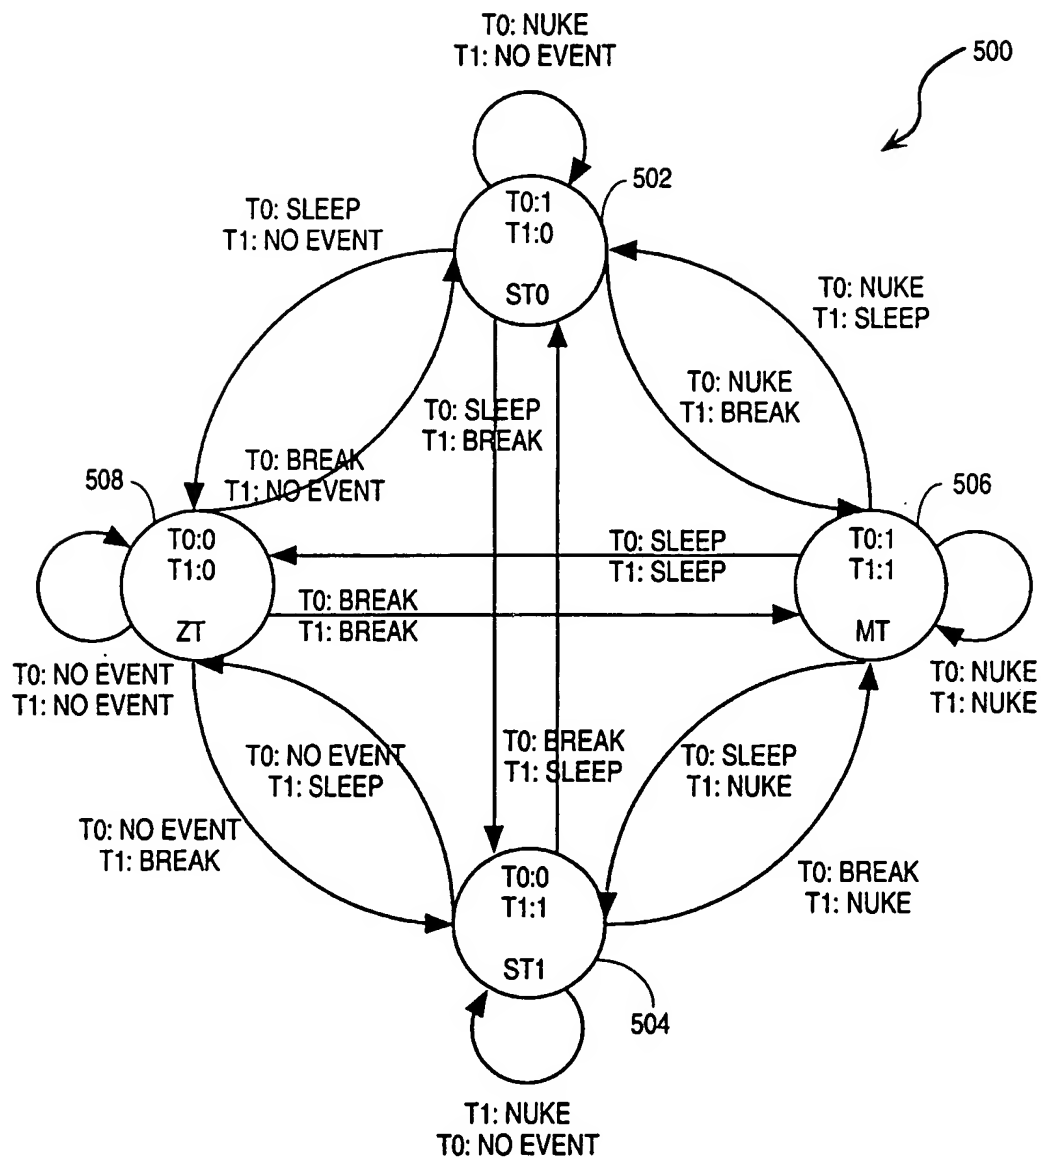 T0: NUKE
T1: NO EVENT
500
502
T0:1
T1:0
ST0
T0: SLEEP
T1: NO EVENT
T0: NUKE
T1: SLEEP
T0: NUKE
T1: BREAK
T0: SLEEP
T1: BREAK
T0: BREAK
T1: NO EVENT
508
506
T0:0
T1:0
ZT
T0:1
T1:1
MT
T0: SLEEP
T1: SLEEP
T0: BREAK
T1: BREAK
T0: NO EVENT
T1: NO EVENT
T0: NUKE
T1: NUKE
T0: NO EVENT
T1: SLEEP
T0: BREAK
T1: SLEEP
T0: SLEEP
T1: NUKE
T0: NO EVENT
T1: BREAK
T0: BREAK
T1: NUKE
T0:0
T1:1
ST1
504
T1: NUKE
T0: NO EVENT